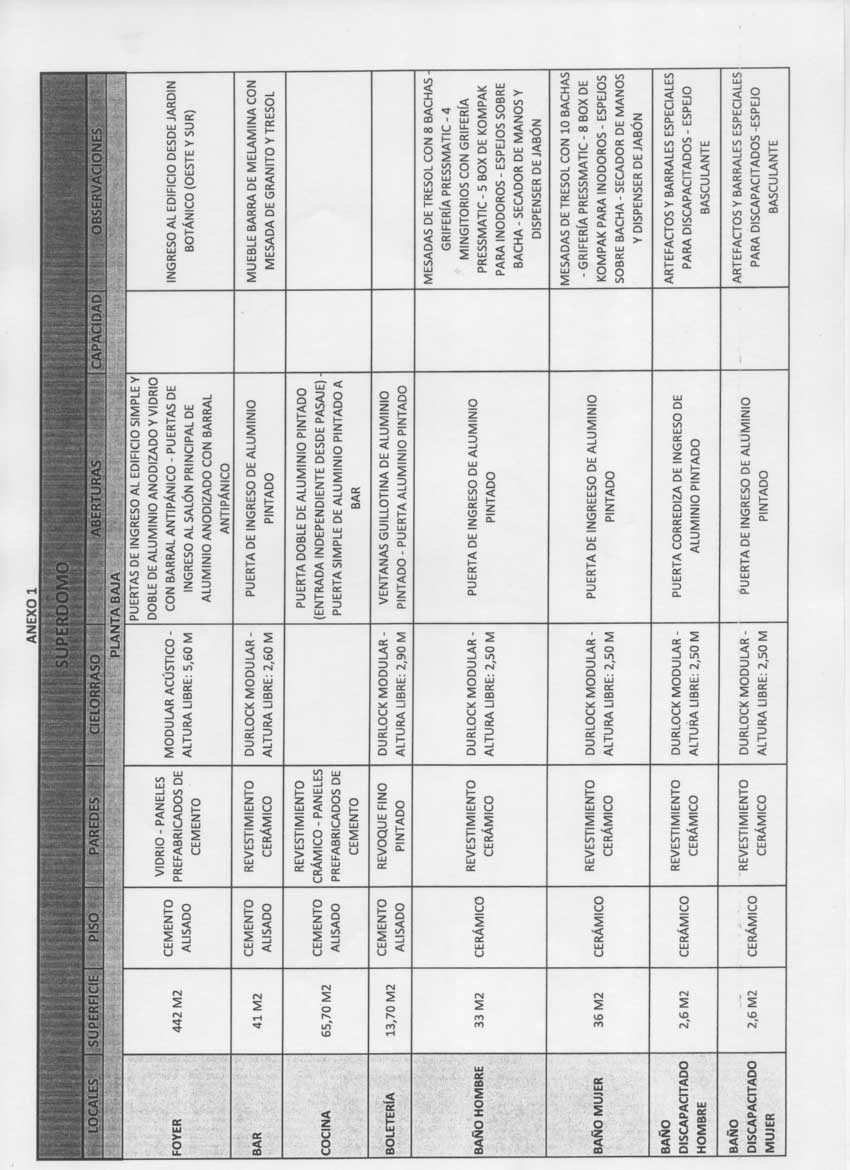 ANEXO 1
SUPERDOMO
LOCALES SUPERFICIE PISO PAREDES CIELORRASO ABERTURAS CAPACIDAD OBSERVACIONES
PLANTA BAJA
FOYER
442 M2
CEMENTO
ALISADO
VIDRIO - PANELES
PREFABRICADOS DE
CEMENTO
MODULAR ACÚSTICO -
ALTURA LIBRE: 5,60 M
PUERTAS DE INGRESO AL EDIFICIO SIMPLE Y
DOBLE DE ALUMINIO ANODIZADO Y VIDRIO
CON BARRAL ANTIPÁNICO - PUERTAS DE
INGRESO AL SALÓN PRINCIPAL DE
ALUMINIO ANODIZADO CON BARRAL
ANTIPÁNICO
INGRESO AL EDIFICIO DESDE JARDIN
BOTÁNICO (OESTE Y SUR)
BAR
41 M2
CEMENTO
ALISADO
REVESTIMIENTO
CERÁMICO
DURLOCK MODULAR -
ALTURA LIBRE: 2,60 M
PUERTA DE INGRESO DE ALUMINIO
PINTADO
MUEBLE BARRA DE MELAMINA CON
MESADA DE GRANITO Y TRESOL
COCINA
65,70 M2
CEMENTO
ALISADO
REVESTIMIENTO
CRÁMICO - PANELES
PREFABRICADOS DE
CEMENTO
PUERTA DOBLE DE ALUMINIO PINTADO
(ENTRADA INDEPENDIENTE DESDE PASAJE) -
PUERTA SIMPLE DE ALUMINIO PINTADO A
BAR
BOLETERÍA
13,70 M2
CEMENTO
ALISADO
REVOQUE FINO
PINTADO
DURLOCK MODULAR -
ALTURA LIBRE: 2,90 M
VENTANAS GUILLOTINA DE ALUMINIO
PINTADO - PUERTA ALUMINIO PINTADO
BAÑO HOMBRE
33 M2
CERÁMICO
REVESTIMIENTO
CERÁMICO
DURLOCK MODULAR -
ALTURA LIBRE: 2,50 M
PUERTA DE INGRESO DE ALUMINIO
PINTADO
MESADAS DE TRESOL CON 8 BACHAS -
GRIFERÍA PRESSMATIC - 4
MINGITORIOS CON GRIFERÍA
PRESSMATIC - 5 BOX DE KOMPAK
PARA INODOROS - ESPEJOS SOBRE
BACHA - SECADOR DE MANOS Y
DISPENSER DE JABÓN
BAÑO MUJER
36 M2
CERÁMICO
REVESTIMIENTO
CERÁMICO
DURLOCK MODULAR -
ALTURA LIBRE: 2,50 M
PUERTA DE INGREESO DE ALUMINIO
PINTADO
MESADAS DE TRESOL CON 10 BACHAS
- GRIFERÍA PRESSMATIC - 8 BOX DE
KOMPAK PARA INODOROS - ESPEJOS
SOBRE BACHA - SECADOR DE MANOS
Y DISPENSER DE JABÓN
BAÑO
DISCAPACITADO
HOMBRE
2,6 M2
CERÁMICO
REVESTIMIENTO
CERÁMICO
DURLOCK MODULAR -
ALTURA LIBRE: 2,50 M
PUERTA CORREDIZA DE INGRESO DE
ALUMINIO PINTADO
ARTEFACTOS Y BARRALES ESPECIALES
PARA DISCAPACITADOS - ESPEJO
BASCULANTE
BAÑO
DISCAPACITADO
MUJER
2,6 M2
CERÁMICO
REVESTIMIENTO
CERÁMICO
DURLOCK MODULAR -
ALTURA LIBRE: 2,50 M
PUERTA DE INGRESO DE ALUMINIO
PINTADO
ARTEFACTOS Y BARRALES ESPECIALES
PARA DISCAPACITADOS -ESPEJO
BASCULANTE